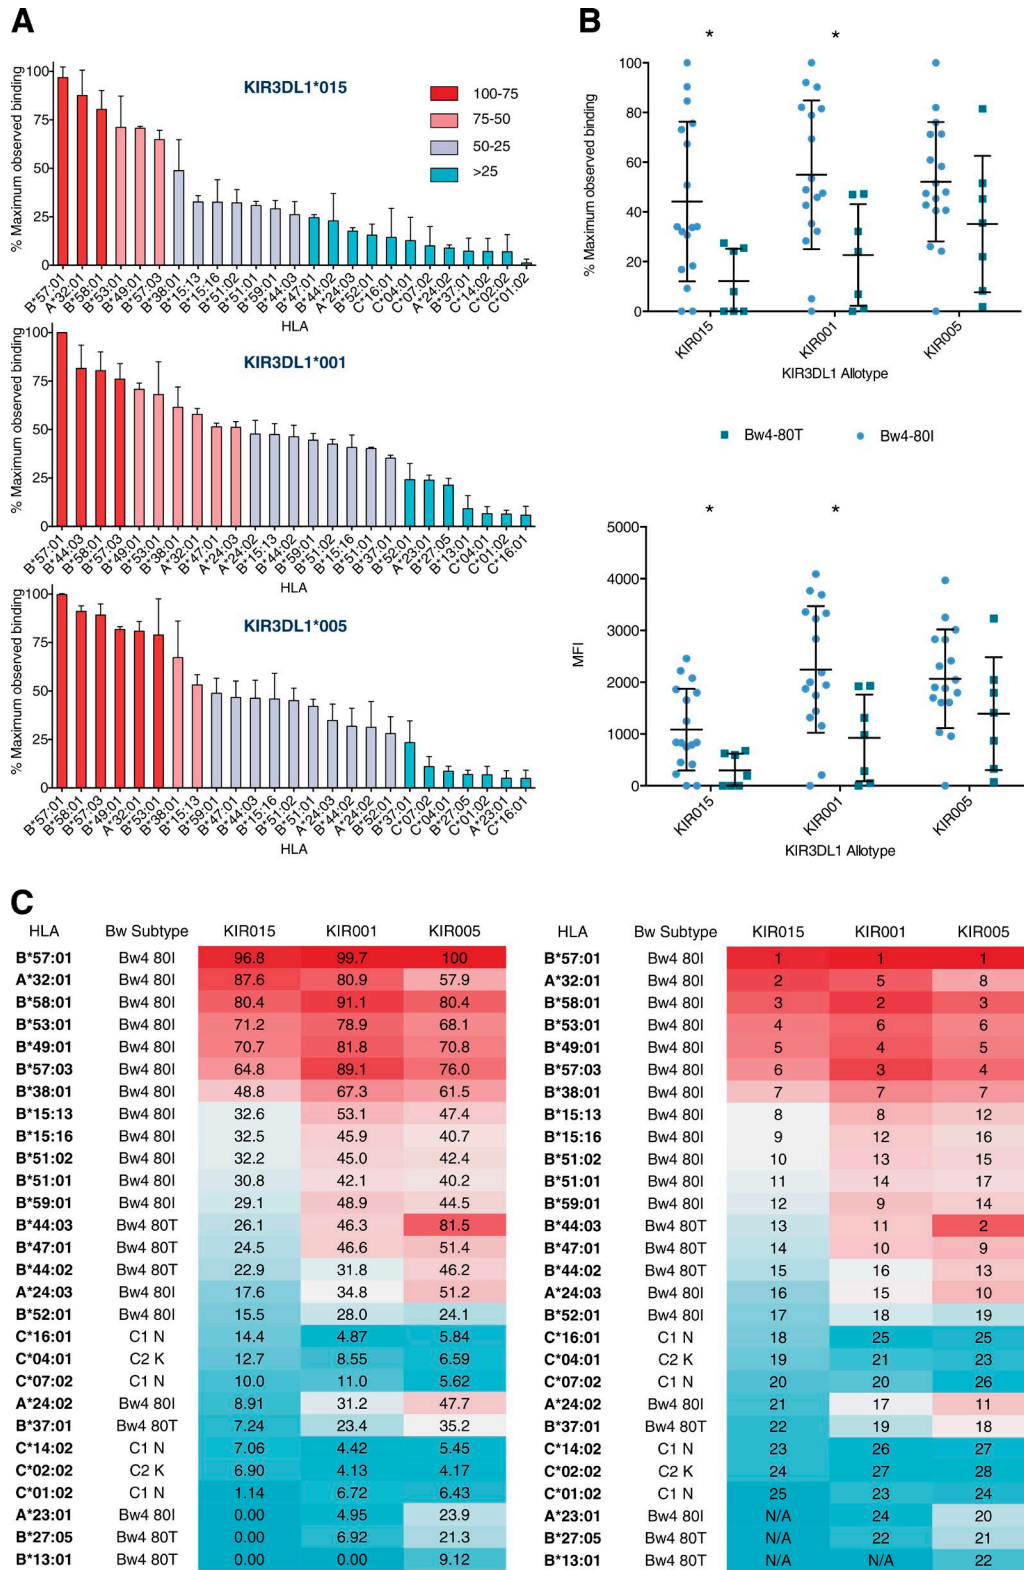 A
KIR3DL1*015
% Maximum observed binding
100
75
50
25
0
100-75
75-50
50-25
>25
B*57:01 A*32:01 B*58:01 B*53:01 B*49:01 B*57:03 B*38:01 B*15:13 B*15:16 B*51:02 B*51:01 B*59:01 B*44:03 B*47:01 B*44:02 A*24:03 B*52:01 C*16:01 C*04:01 C*07:02 A*24:02 B*37:01 C*14:02 C*02:02 C*01:02
HLA
KIR3DL1*001
% Maximum observed binding
100
75
50
25
0
B*57:01 B*44:03 B*58:01 B*57:03 B*49:01 B*53:01 B*38:01 A*32:01 B*47:01 A*24:03 A*24:02 B*15:13 B*44:02 B*59:01 B*51:02 B*15:16 B*51:01 B*37:01 B*52:01 A*23:01 B*27:05 B*13:01 C*04:01 C*01:02 C*16:01
HLA
KIR3DL1*005
% Maximum observed binding
100
75
50
25
0
B*57:01 B*58:01 B*57:03 B*49:01 A*32:01 B*53:01 B*38:01 B*15:13 B*59:01 B*47:01 B*44:03 B*15:16 B*51:02 B*51:01 A*24:03 B*44:02 A*24:02 B*52:01 B*37:01 C*07:02 C*04:01 B*27:05 C*01:02 A*23:01 C*16:01
HLA
B
* *
% Maximum observed binding
100
80
60
40
20
0
KIR015 KIR001 KIR005
KIR3DL1 Allotype
Bw4-80T Bw4-80I
* *
MFI
5000
4000
3000
2000
1000
0
KIR015 KIR001 KIR005
KIR3DL1 Allotype
C
HLA Bw Subtype KIR015 KIR001 KIR005
B*57:01 Bw4 80I 96.8 99.7 100
A*32:01 Bw4 80I 87.6 80.9 57.9
B*58:01 Bw4 80I 80.4 91.1 80.4
B*53:01 Bw4 80I 71.2 78.9 68.1
B*49:01 Bw4 80I 70.7 81.8 70.8
B*57:03 Bw4 80I 64.8 89.1 76.0
B*38:01 Bw4 80I 48.8 67.3 61.5
B*15:13 Bw4 80I 32.6 53.1 47.4
B*15:16 Bw4 80I 32.5 45.9 40.7
B*51:02 Bw4 80I 32.2 45.0 42.4
B*51:01 Bw4 80I 30.8 42.1 40.2
B*59:01 Bw4 80I 29.1 48.9 44.5
B*44:03 Bw4 80T 26.1 46.3 81.5
B*47:01 Bw4 80T 24.5 46.6 51.4
B*44:02 Bw4 80T 22.9 31.8 46.2
A*24:03 Bw4 80I 17.6 34.8 51.2
B*52:01 Bw4 80I 15.5 28.0 24.1
C*16:01 C1 N 14.4 4.87 5.84
C*04:01 C2 K 12.7 8.55 6.59
C*07:02 C1 N 10.0 11.0 5.62
A*24:02 Bw4 80I 8.91 31.2 47.7
B*37:01 Bw4 80T 7.24 23.4 35.2
C*14:02 C1 N 7.06 4.42 5.45
C*02:02 C2 K 6.90 4.13 4.17
C*01:02 C1 N 1.14 6.72 6.43
A*23:01 Bw4 80I 0.00 4.95 23.9
B*27:05 Bw4 80T 0.00 6.92 21.3
B*13:01 Bw4 80T 0.00 0.00 9.12
HLA Bw Subtype KIR015 KIR001 KIR005
B*57:01 Bw4 80I 1 1 1
A*32:01 Bw4 80I 2 5 8
B*58:01 Bw4 80I 3 2 3
B*53:01 Bw4 80I 4 6 6
B*49:01 Bw4 80I 5 4 5
B*57:03 Bw4 80I 6 3 4
B*38:01 Bw4 80I 7 7 7
B*15:13 Bw4 80I 8 8 12
B*15:16 Bw4 80I 9 12 16
B*51:02 Bw4 80I 10 13 15
B*51:01 Bw4 80I 11 14 17
B*59:01 Bw4 80I 12 9 14
B*44:03 Bw4 80T 13 11 2
B*47:01 Bw4 80T 14 10 9
B*44:02 Bw4 80T 15 16 13
A*24:03 Bw4 80I 16 15 10
B*52:01 Bw4 80I 17 18 19
C*16:01 C1 N 18 25 25
C*04:01 C2 K 19 21 23
C*07:02 C1 N 20 20 26
A*24:02 Bw4 80I 21 17 11
B*37:01 Bw4 80T 22 19 18
C*14:02 C1 N 23 26 27
C*02:02 C2 K 24 27 28
C*01:02 C1 N 25 23 24
A*23:01 Bw4 80I N/A 24 20
B*27:05 Bw4 80T N/A 22 21
B*13:01 Bw4 80T N/A N/A 22